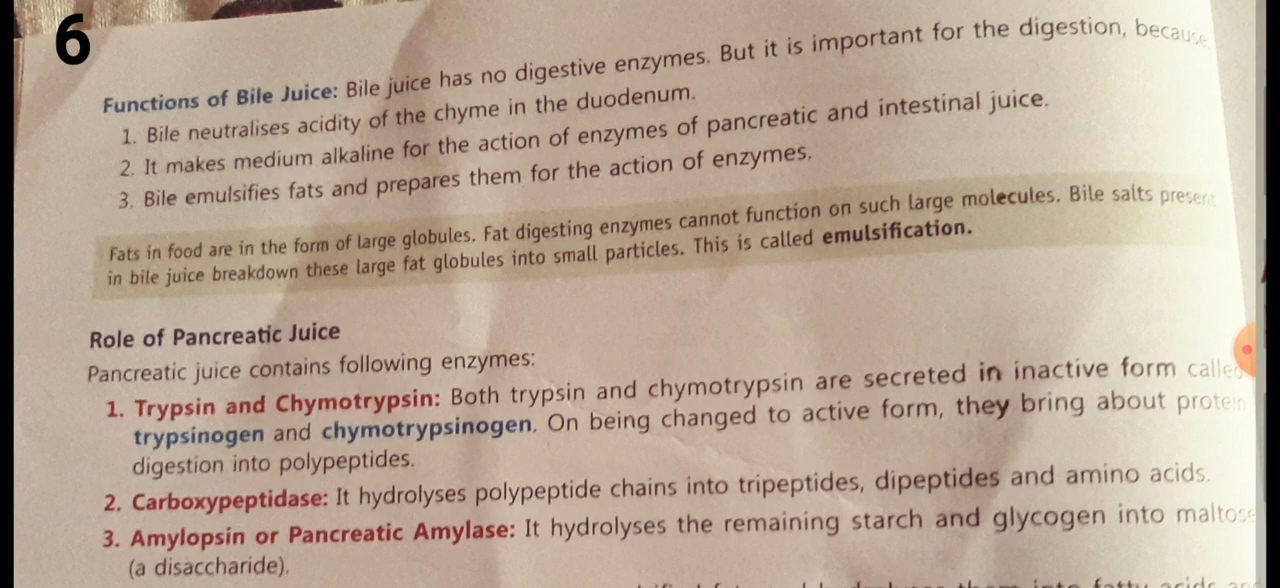 6
Functions of Bile Juice: Bile juice has no digestive enzymes. But it is important for the digestion, because
1. Bile neutralises acidity of the chyme in the duodenum.
2. It makes medium alkaline for the action of enzymes of pancreatic and intestinal juice.
3. Bile emulsifies fats and prepares them for the action of enzymes.
Fats in food are in the form of large globules. Fat digesting enzymes cannot function on such large molecules. Bile salts present
in bile juice breakdown these large fat globules into small particles. This is called emulsification.
Role of Pancreatic Juice
Pancreatic juice contains following enzymes:
1. Trypsin and Chymotrypsin: Both trypsin and chymotrypsin are secreted in inactive form called
trypsinogen and chymotrypsinogen. On being changed to active form, they bring about protein
digestion into polypeptides.
2. Carboxypeptidase: It hydrolyses polypeptide chains into tripeptides, dipeptides and amino acids.
3. Amylopsin or Pancreatic Amylase: It hydrolyses the remaining starch and glycogen into maltose
(a disaccharide).
into fatty acids